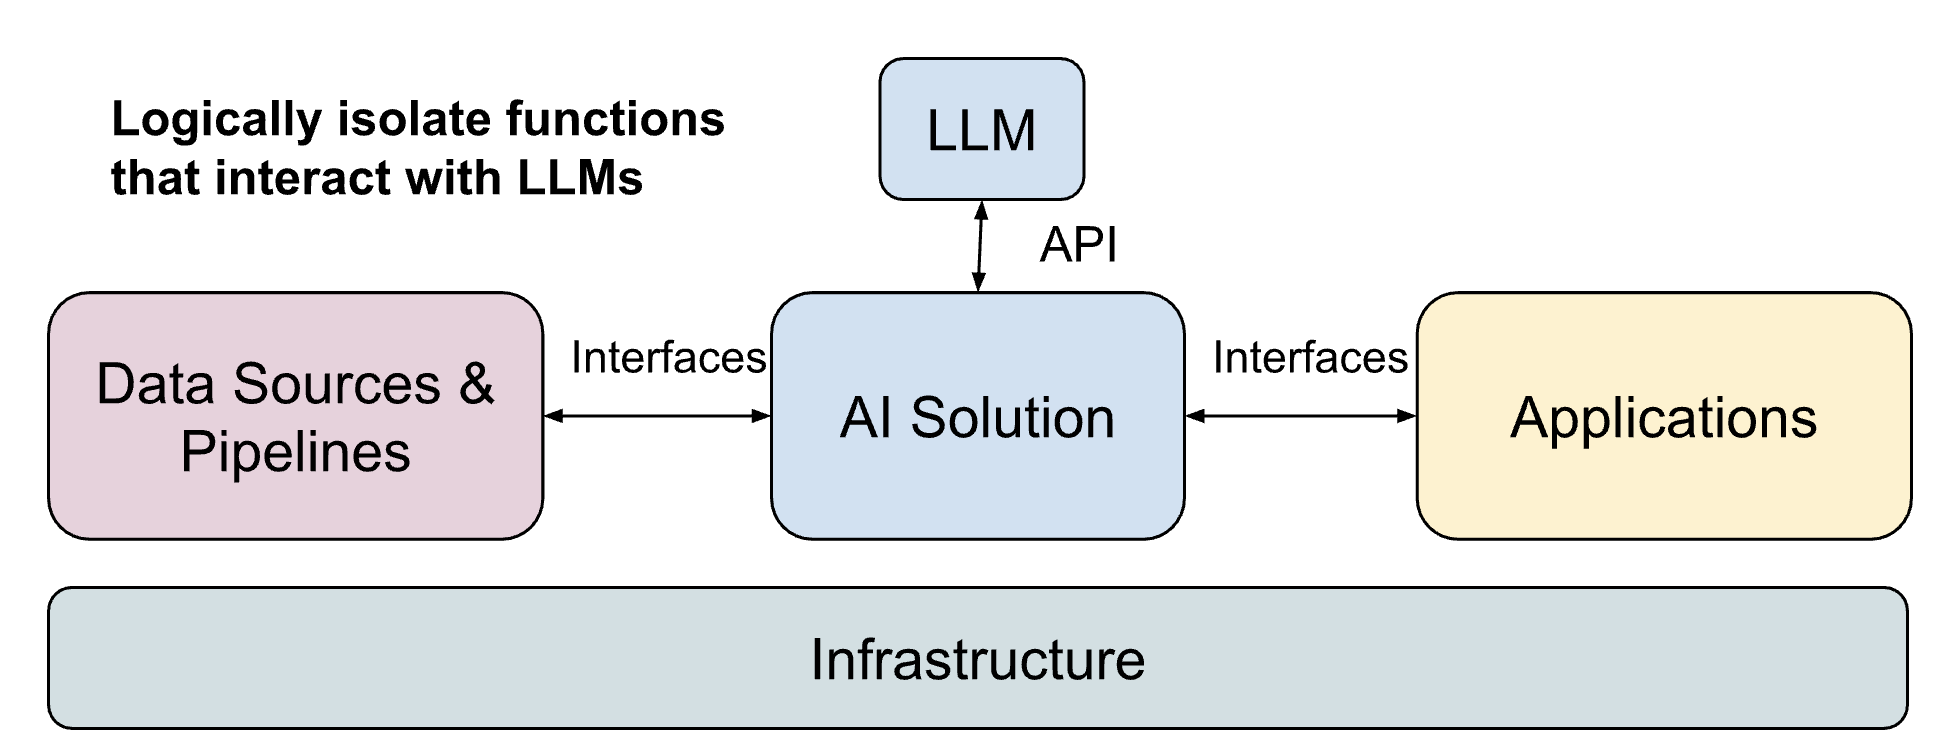 Logically isolate functions
that interact with LLMs
LLM
API
Data Sources &
Pipelines
Interfaces
AI Solution
Interfaces
Applications
Infrastructure